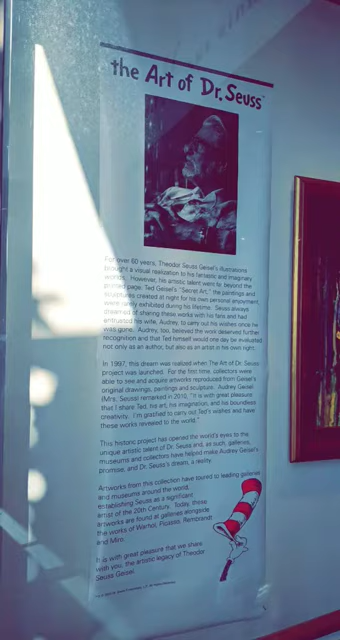 the Art of Dr. Seuss
For over 60 years, Theodor Seuss Geisel's illustrations
brought a visual realization to his fantastic and imaginary
worlds. However, his artistic talent went far beyond the
printed page. Ted Geisel's "Secret Art," the paintings and
sculptures created at night for his own personal enjoyment
were rarely exhibited during his lifetime. Seuss always
dreamed of sharing these works with his fans and had
entrusted his wife, Audrey, to carry out his wishes once he
was gone. Audrey, too, believed the work deserved further
recognition and that Ted himself would one day be evaluated
not only as an author, but also as an artist in his own right.
In 1997, this dream was realized when The Art of Dr. Seuss
project was launched. For the first time, collectors were
able to see and acquire artworks reproduced from Geisel's
original drawings, paintings and sculpture. Audrey Geisel
(Mrs. Seuss) remarked in 2010, "It is with great pleasure
that I share Ted, his art, his imagination, and his boundless
creativity. I'm gratified to carry out Ted's wishes and have
these works revealed to the world."
This historic project has opened the world's eyes to the
unique artistic talent of Dr. Seuss and, as such, galleries,
museums and collectors have helped make Audrey Geisel's
promise, and Dr. Seuss's dream, a reality.
Artworks from this collection have toured to leading galleries
and museums around the world,
establishing Seuss as a significant
artist of the 20th Century. Today, these
artworks are found at galleries alongside
the works of Warhol, Picasso, Rembrandt
and Miro.
It is with great pleasure that we share
with you, the artistic legacy of Theodor
Seuss Geisel.